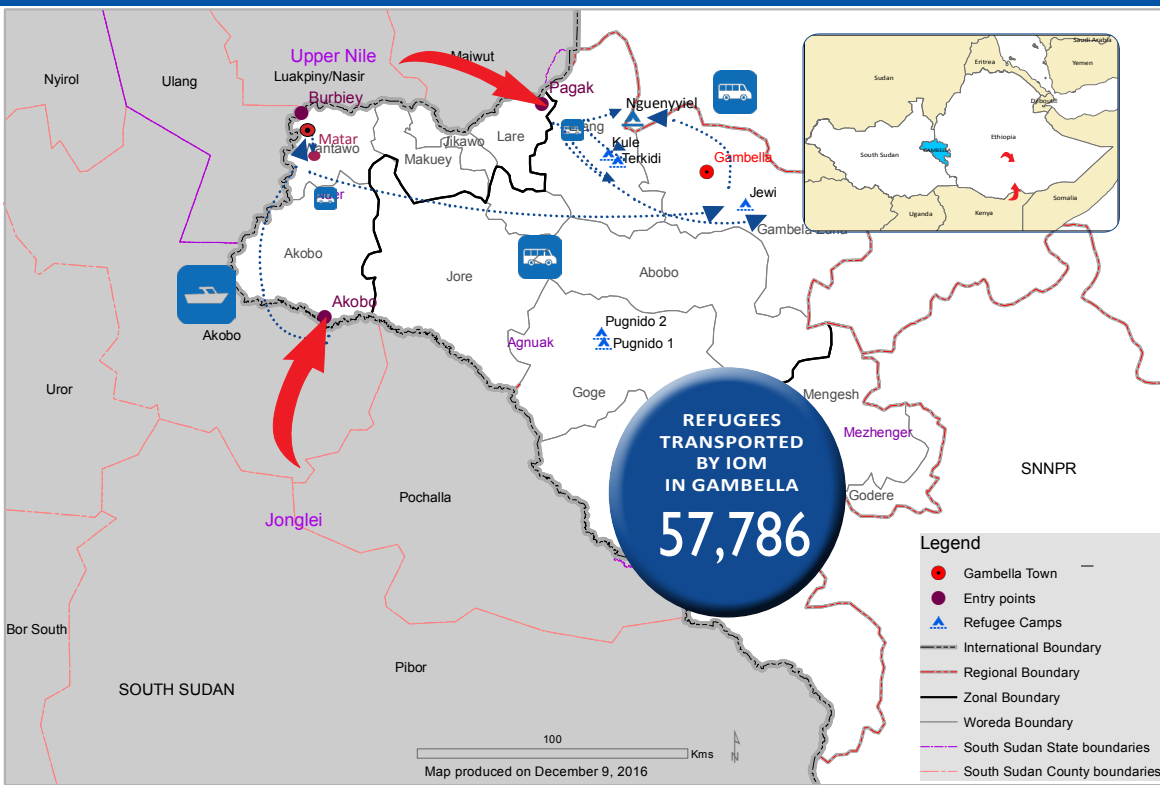 Upper Nile
Maiwut
Nyirol
Ulang
Luakpiny/Nasir
Burbiey
Pagak
Nguenyyiel
Matar
Jikawo
Lare
Makuey
Kule
Terkidi
Gambella
Jewi
Akobo
Jore
Abobo
Akobo
Akobo
Agnuak
Pugnido 2
Pugnido 1
Uror
Goge
Mengesh
Mezhenger
SNNPR
Godere
Pochalla
Jonglei
Bor South
Pibor
SOUTH SUDAN
REFUGEES
TRANSPORTED
BY IOM
IN GAMBELLA
57,786
100
Kms
N
Map produced on December 9, 2016
Saudi Arabia
Eritrea
Yemen
Sudan
Djibouti
Ethiopia
South Sudan
GAMBELLA
Somalia
Uganda
Kenya
Legend
Gambella Town
Entry points
Refugee Camps
International Boundary
Regional Boundary
Zonal Boundary
Woreda Boundary
South Sudan State boundaries
South Sudan County boundaries